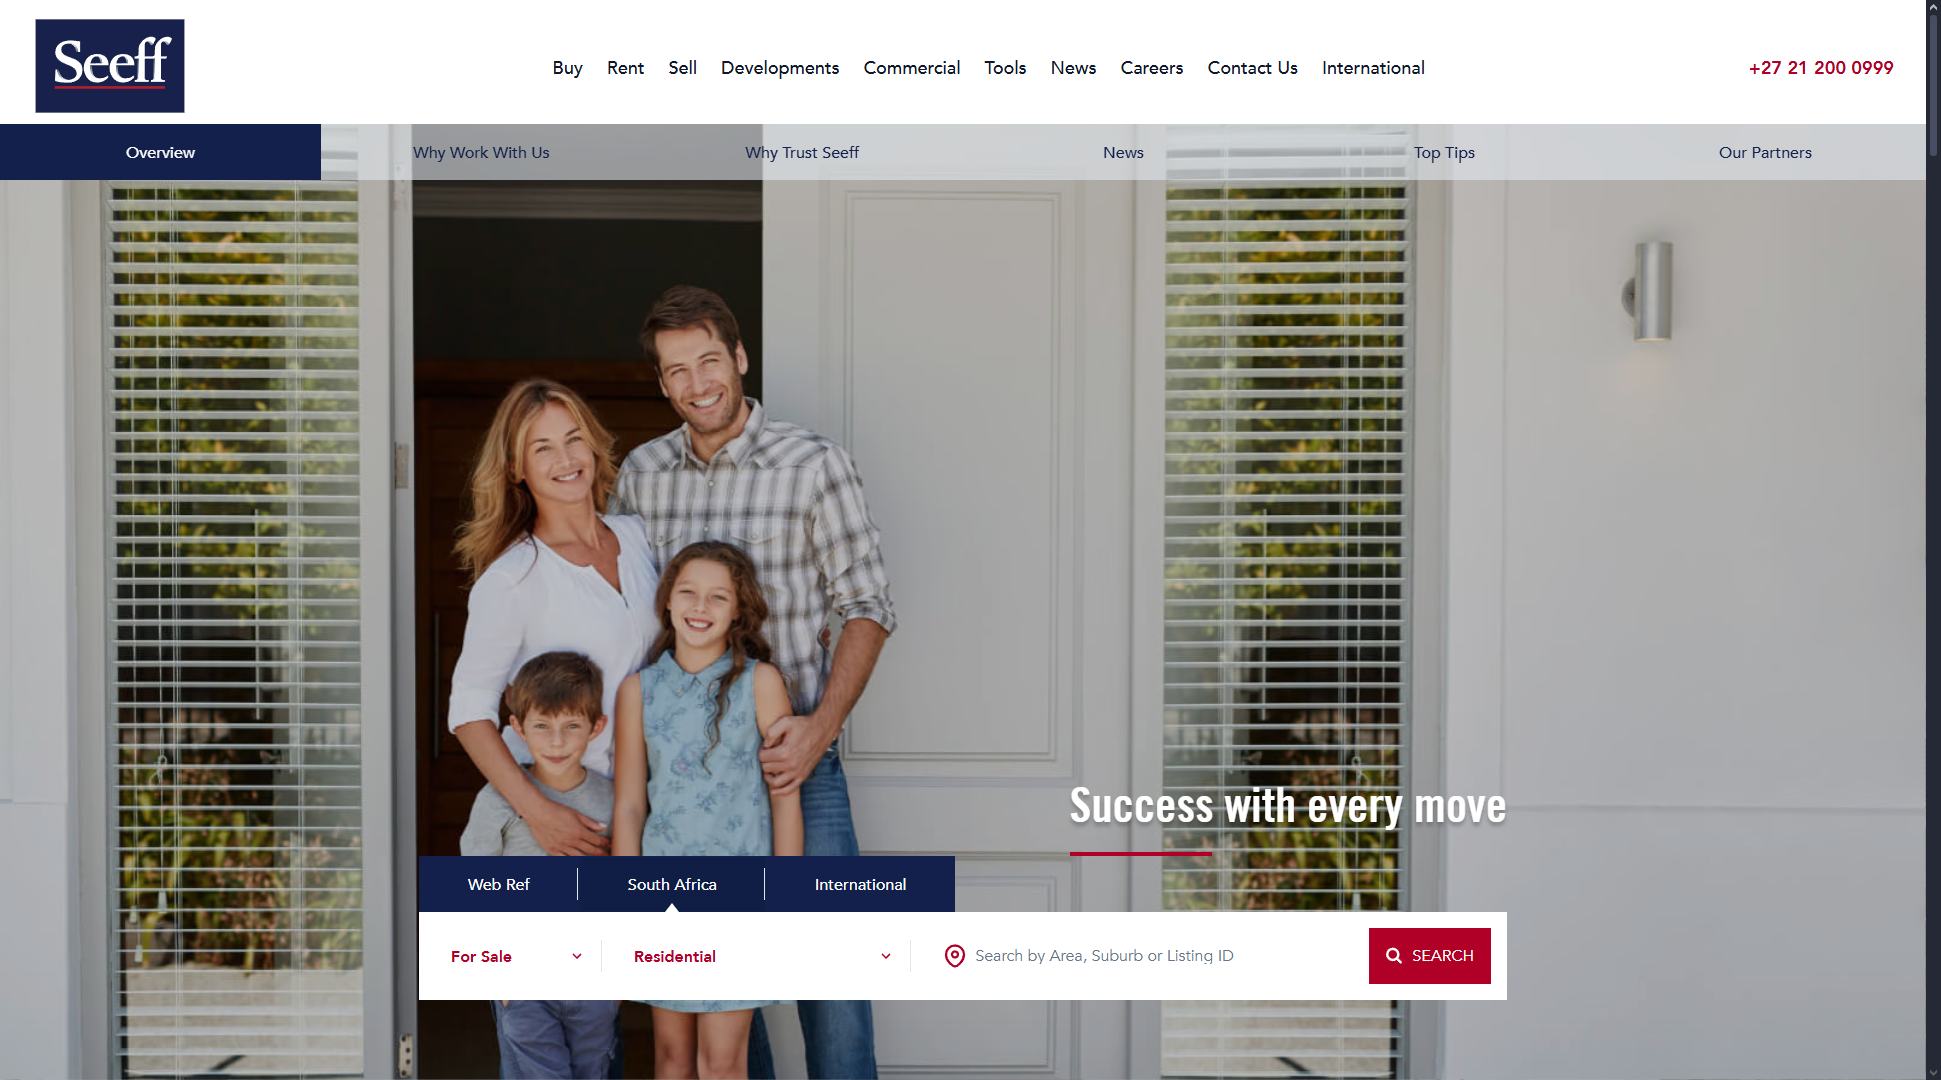 Seeff
Buy Rent Sell Developments Commercial Tools News Careers Contact Us International
+27 21 200 0999
Overview Why Work With Us Why Trust Seeff News Top Tips Our Partners
Success with every move
Web Ref South Africa International
For Sale Residential Search by Area, Suburb or Listing ID SEARCH